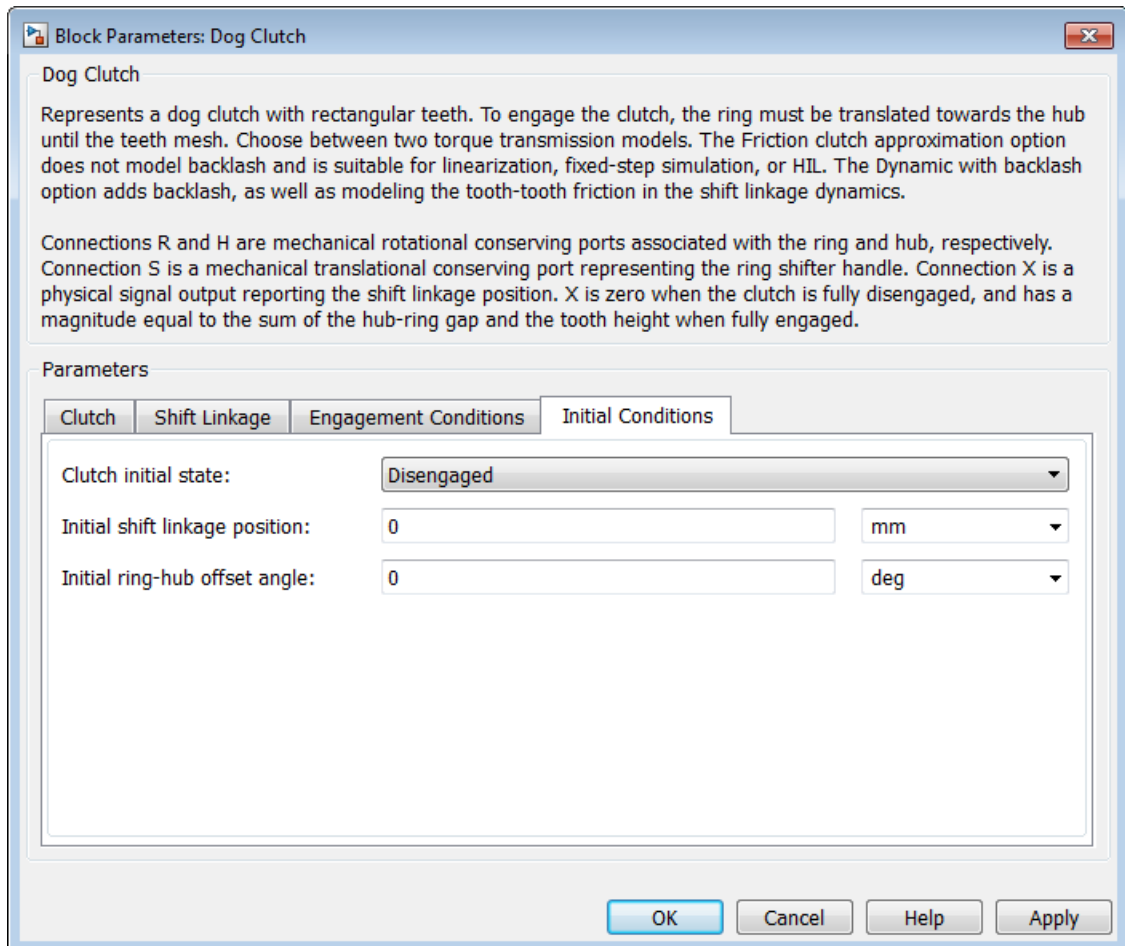 Block Parameters: Dog Clutch
Dog Clutch
Represents a dog clutch with rectangular teeth. To engage the clutch, the ring must be translated towards the hub
until the teeth mesh. Choose between two torque transmission models. The Friction clutch approximation option
does not model backlash and is suitable for linearization, fixed-step simulation, or HIL. The Dynamic with backlash
option adds backlash, as well as modeling the tooth-tooth friction in the shift linkage dynamics.
Connections R and H are mechanical rotational conserving ports associated with the ring and hub, respectively.
Connection S is a mechanical translational conserving port representing the ring shifter handle. Connection X is a
physical signal output reporting the shift linkage position. X is zero when the clutch is fully disengaged, and has a
magnitude equal to the sum of the hub-ring gap and the tooth height when fully engaged.
Parameters
Clutch Shift Linkage Engagement Conditions Initial Conditions
Clutch initial state: Disengaged
Initial shift linkage position: 0 mm
Initial ring-hub offset angle: 0 deg
OK Cancel Help Apply